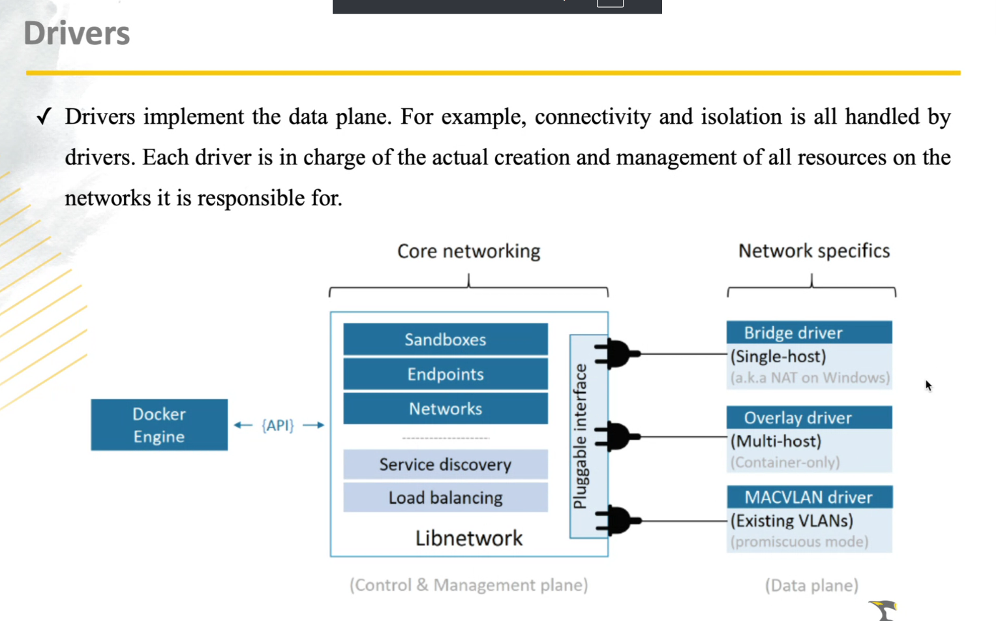 Drivers
✓ Drivers implement the data plane. For example, connectivity and isolation is all handled by
drivers. Each driver is in charge of the actual creation and management of all resources on the
networks it is responsible for.
Core networking
Network specifics
Docker
Engine
{API}
Sandboxes
Endpoints
Networks
Service discovery
Load balancing
Libnetwork
Pluggable interface
(Control & Management plane)
Bridge driver
(Single-host)
(a.k.a NAT on Windows)
Overlay driver
(Multi-host)
(Container-only)
MACVLAN driver
(Existing VLANs)
(promiscuous mode)
(Data plane)